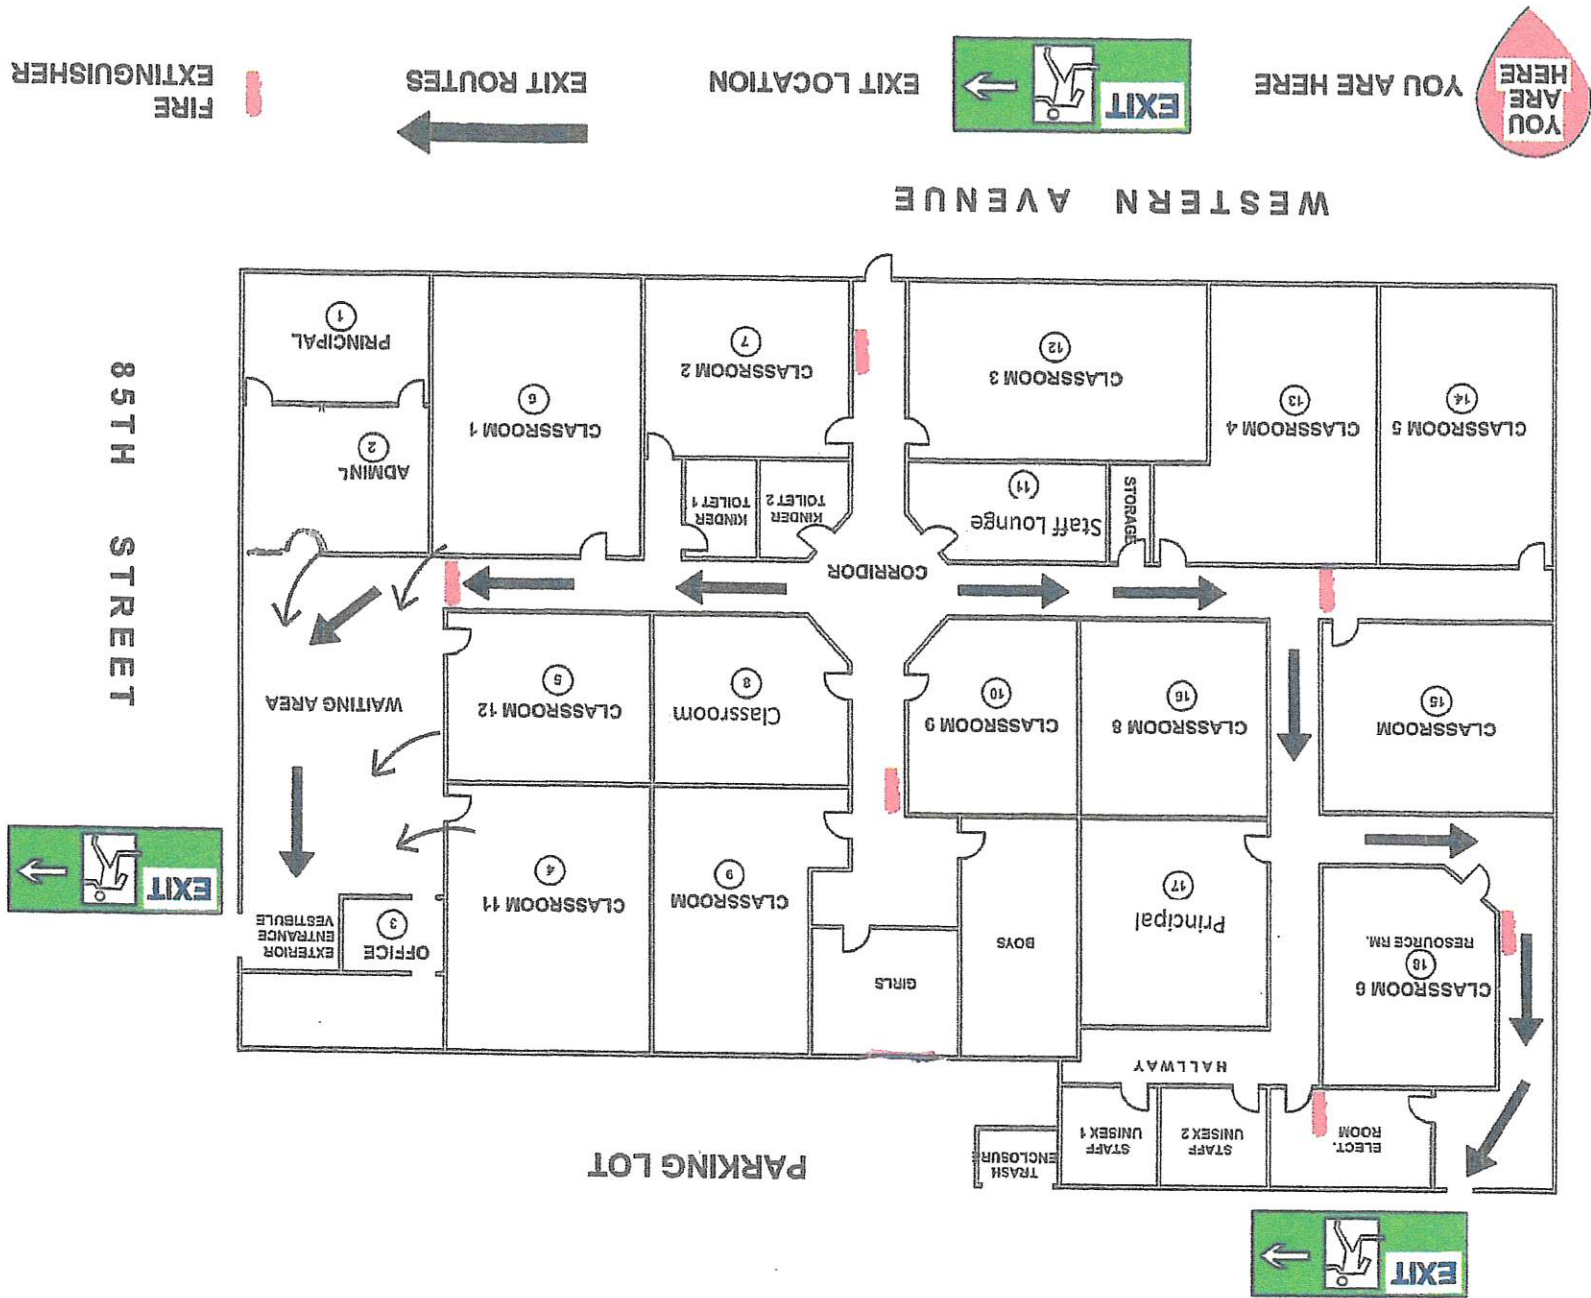 EXIT
PARKING LOT
TRASH
ENCLOSUR
STAFF
UNISEX 1
STAFF
UNISEX 2
ELECT.
ROOM
HALLWAY
CLASSROOM 6
18
RESOURCE RM.
Principal
17
BOYS
GIRLS
CLASSROOM
9
CLASSROOM 11
4
OFFICE
3
EXTERIOR
ENTRANCE
VESTIBULE
EXIT
CLASSROOM
15
CLASSROOM 8
16
CLASSROOM 9
10
Classroom
8
CLASSROOM 12
5
WAITING AREA
85TH STREET
CORRIDOR
STORAGE
Staff Lounge
11
KINDER
TOILET 2
KINDER
TOILET 1
ADMIN'L
2
CLASSROOM 5
14
CLASSROOM 4
13
CLASSROOM 3
12
CLASSROOM 2
7
CLASSROOM 1
6
PRINCIPAL
1
WESTERN AVENUE
YOU
ARE
HERE
YOU ARE HERE
EXIT
EXIT LOCATION
EXIT ROUTES
FIRE
EXTINGUISHER